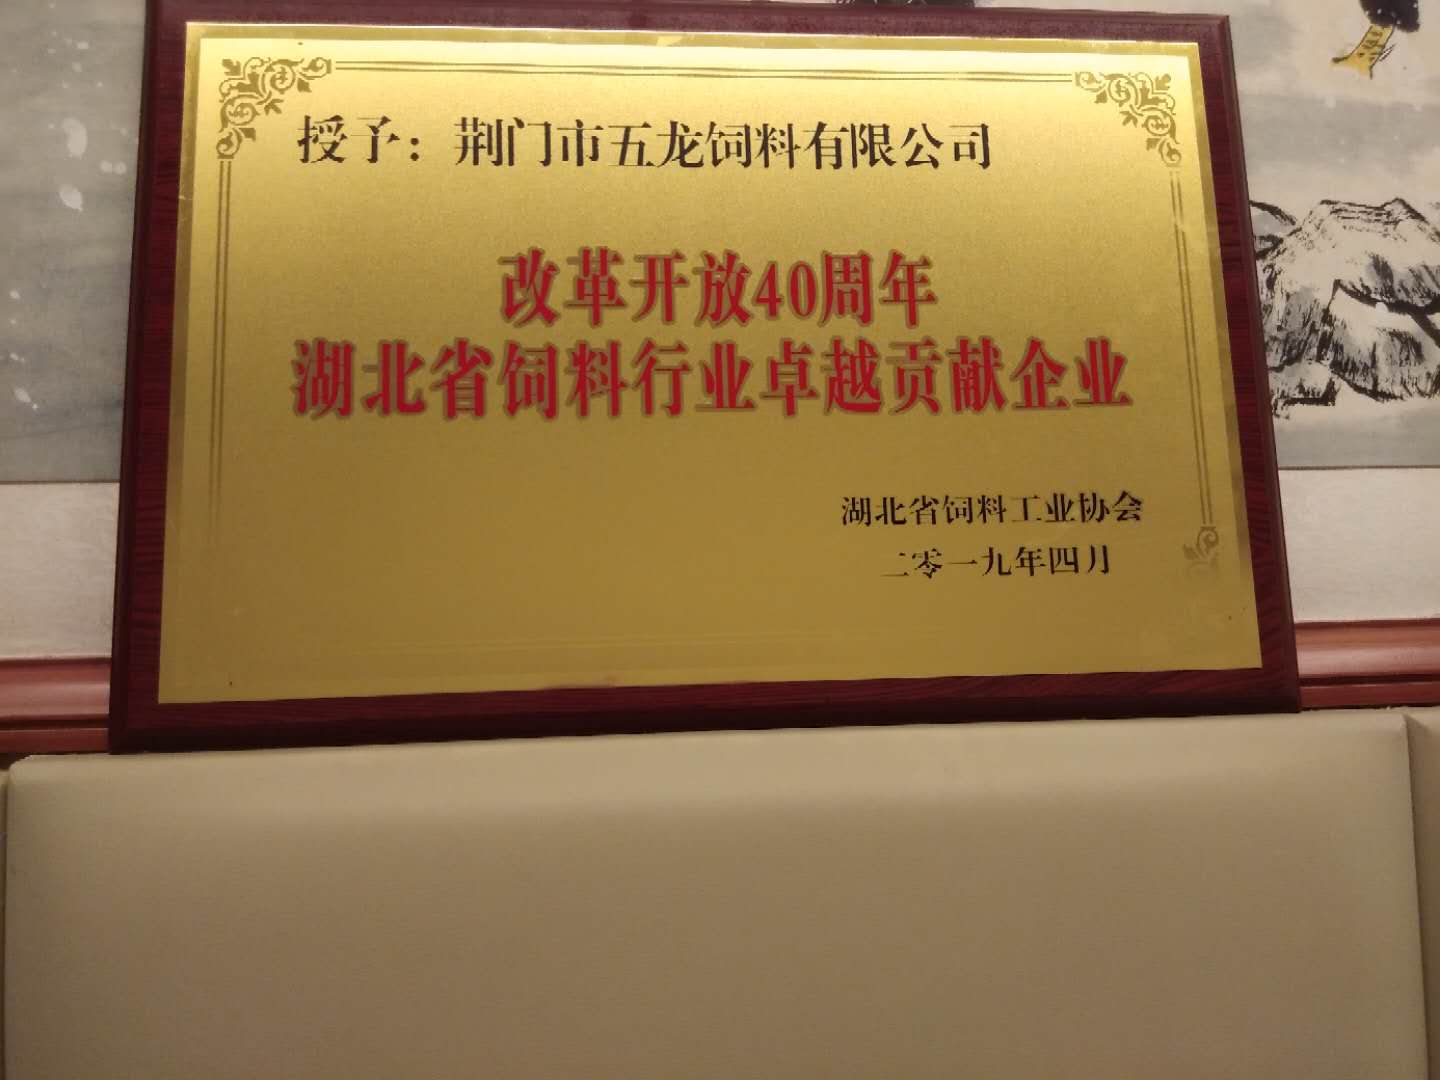 授予：荆门市五龙饲料有限公司
改革开放40周年
湖北省饲料行业卓越贡献企业
湖北省饲料工业协会
二零一九年四月